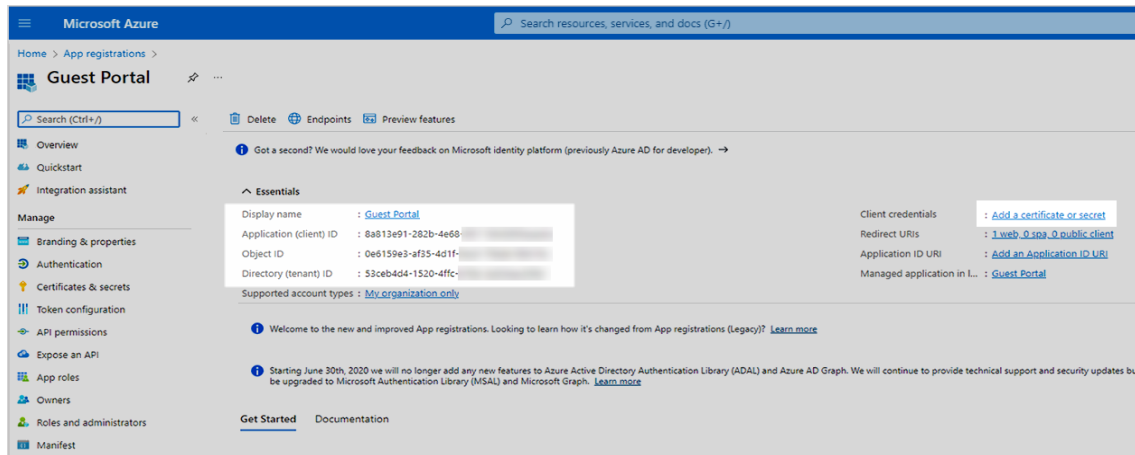 Microsoft Azure
Search resources, services, and docs (G+/)
Home > App registrations >
Guest Portal
Search (Ctrl+/)
«
Overview
Quickstart
Integration assistant
Manage
Branding & properties
Authentication
Certificates & secrets
Token configuration
API permissions
Expose an API
App roles
Owners
Roles and administrators
Manifest
Delete Endpoints Preview features
Got a second? We would love your feedback on Microsoft identity platform (previously Azure AD for developer). →
Essentials
Display name : Guest Portal
Application (client) ID : 8a813e91-282b-4e68-
Object ID : 0e6159e3-af35-4d1f-
Directory (tenant) ID : 53ceb4d4-1520-4ffc-
Supported account types : My organization only
Client credentials : Add a certificate or secret
Redirect URIs : 1 web, 0 spa, 0 public client
Application ID URI : Add an Application ID URI
Managed application in l... : Guest Portal
Welcome to the new and improved App registrations. Looking to learn how it's changed from App registrations (Legacy)? Learn more
Starting June 30th, 2020 we will no longer add any new features to Azure Active Directory Authentication Library (ADAL) and Azure AD Graph. We will continue to provide technical support and security updates bu
be upgraded to Microsoft Authentication Library (MSAL) and Microsoft Graph. Learn more
Get Started Documentation